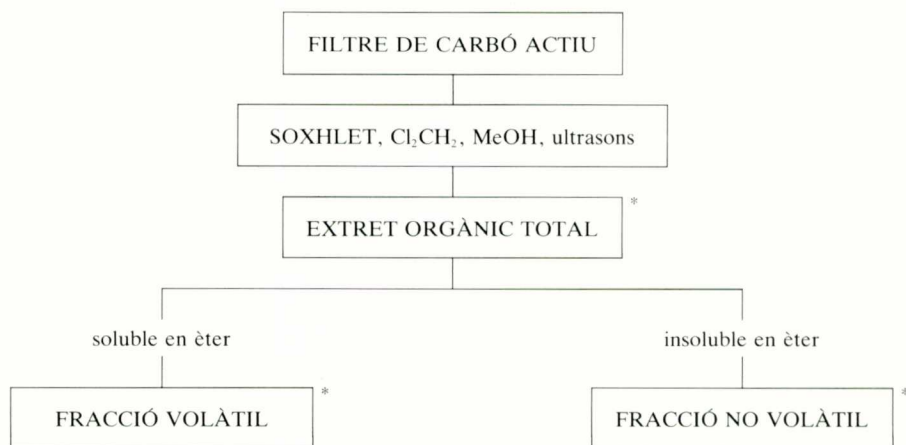 FILTRE DE CARBÓ ACTIU
SOXHLET, Cl₂CH₂, MeOH, ultrasons
EXTRET ORGÀNIC TOTAL *
soluble en èter
insoluble en èter
FRACCIÓ VOLÀTIL *
FRACCIÓ NO VOLÀTIL *